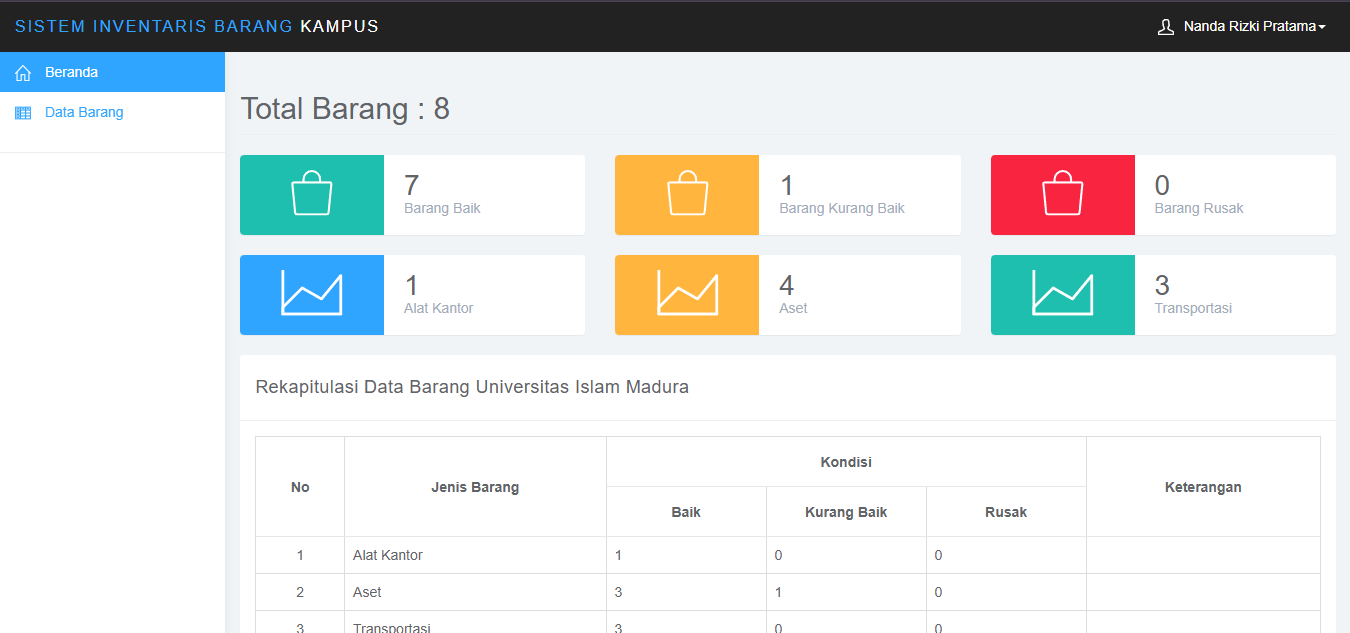 SISTEM INVENTARIS BARANG KAMPUS
Nanda Rizki Pratama
Beranda
Data Barang
Total Barang : 8
7
Barang Baik
1
Barang Kurang Baik
0
Barang Rusak
1
Alat Kantor
4
Aset
3
Transportasi
Rekapitulasi Data Barang Universitas Islam Madura
No Jenis Barang Kondisi Keterangan
Baik Kurang Baik Rusak
1 Alat Kantor 1 0 0
2 Aset 3 1 0
3 Transportasi 3 0 0